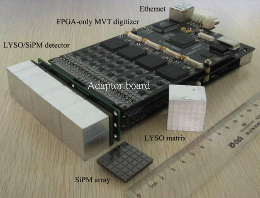 Ethernet
FPGA-only MVT digitizer
LYSO/SiPM detector
Adaptor board
LYSO matrix
SiPM array